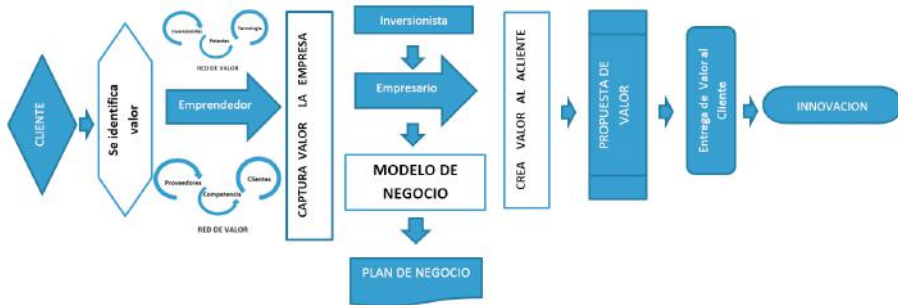 CLIENTE
Se identifica
valor
Inversionistas
Patentes
Tecnología
RED DE VALOR
Emprendedor
Proveedores
Competencia
Clientes
RED DE VALOR
CAPTURA VALOR LA EMPRESA
Inversionista
Empresario
MODELO DE
NEGOCIO
PLAN DE NEGOCIO
CREA VALOR AL ACLIENTE
PROPUESTA DE
VALOR
Entrega de Valor al
Cliente
INNOVACION